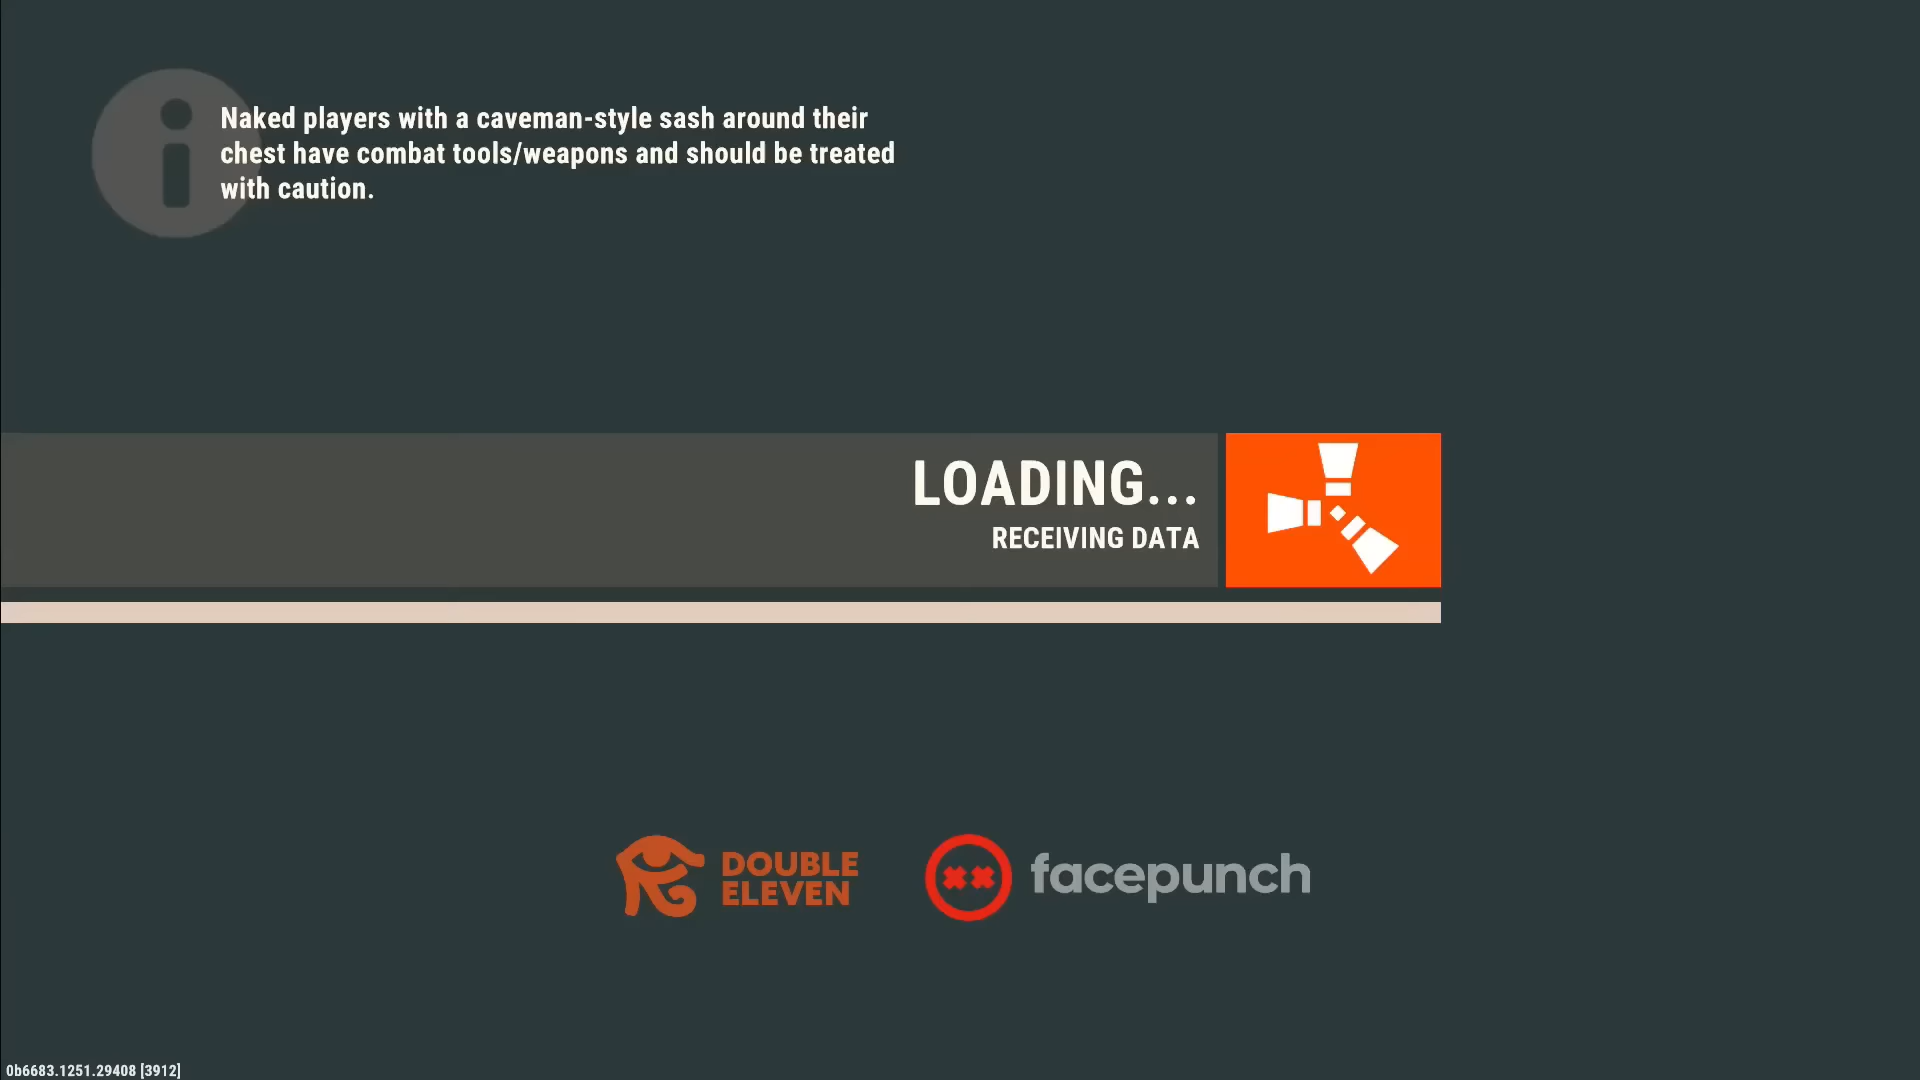 Naked players with a caveman-style sash around their
chest have combat tools/weapons and should be treated
with caution.
LOADING...
RECEIVING DATA
DOUBLE
ELEVEN
facepunch
0b6683.1251.29408 [3912]